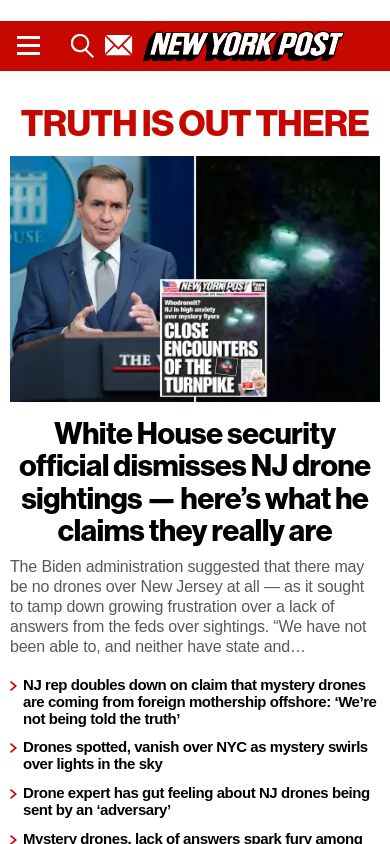 NEW YORK POST
TRUTH IS OUT THERE
USE
THE
NEW YORK POST
Whodroneit?
NJ in high anxiety
over mystery flyers
CLOSE
ENCOUNTERS
OF THE
TURNPIKE
White House security
official dismisses NJ drone
sightings — here’s what he
claims they really are
The Biden administration suggested that there may
be no drones over New Jersey at all — as it sought
to tamp down growing frustration over a lack of
answers from the feds over sightings. “We have not
been able to, and neither have state and…
NJ rep doubles down on claim that mystery drones
are coming from foreign mothership offshore: ‘We’re
not being told the truth’
Drones spotted, vanish over NYC as mystery swirls
over lights in the sky
Drone expert has gut feeling about NJ drones being
sent by an ‘adversary’
Mystery drones, lack of answers spark fury among